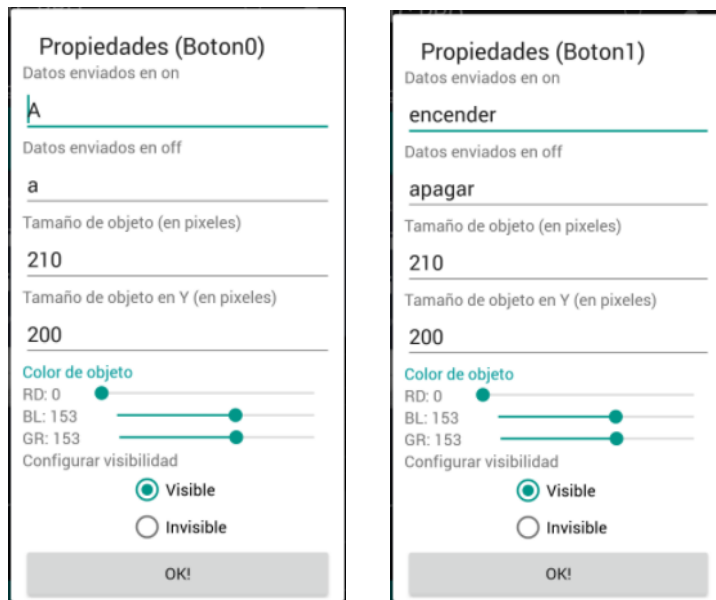 Propiedades (Boton0)
Datos enviados en on
A
Datos enviados en off
a
Tamaño de objeto (en pixeles)
210
Tamaño de objeto en Y (en pixeles)
200
Color de objeto
RD: 0
BL: 153
GR: 153
Configurar visibilidad
Visible
Invisible
OK!
Propiedades (Boton1)
Datos enviados en on
encender
Datos enviados en off
apagar
Tamaño de objeto (en pixeles)
210
Tamaño de objeto en Y (en pixeles)
200
Color de objeto
RD: 0
BL: 153
GR: 153
Configurar visibilidad
Visible
Invisible
OK!